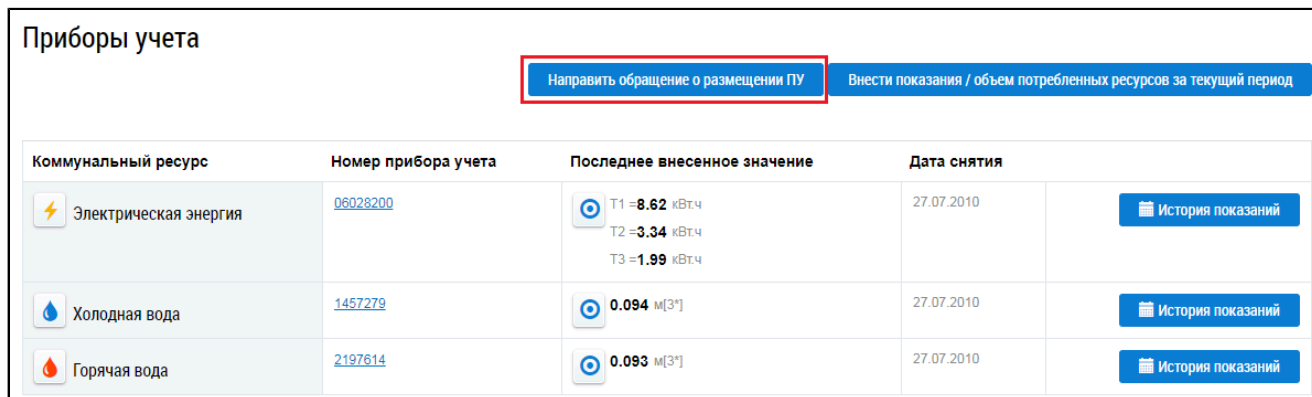 Приборы учета
Направить обращение о размещении ПУ Внести показания / объем потребленных ресурсов за текущий период
Коммунальный ресурс Номер прибора учета Последнее внесенное значение Дата снятия
Электрическая энергия 06028200 T1 =8.62 кВт.ч 27.07.2010 История показаний
T2 =3.34 кВт.ч
T3 =1.99 кВт.ч
Холодная вода 1457279 0.094 м[3*] 27.07.2010 История показаний
Горячая вода 2197614 0.093 м[3*] 27.07.2010 История показаний